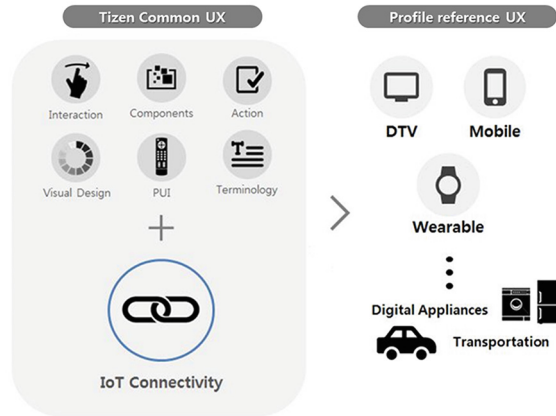 Tizen Common UX
Profile reference UX
Interaction
Components
Action
Visual Design
PUI
Terminology
IoT Connectivity
DTV
Mobile
Wearable
Digital Appliances
Transportation